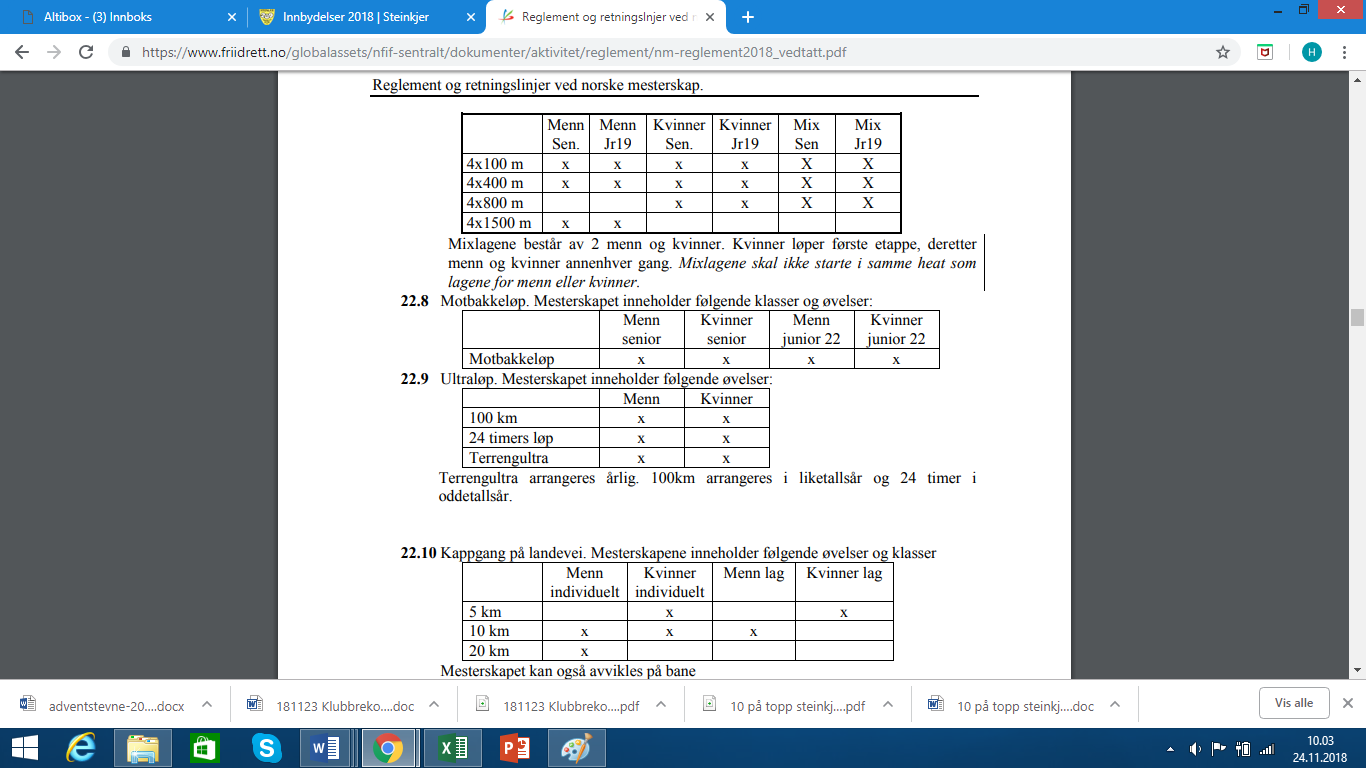 Altibox - (3) Innboks
Innbydelser 2018 | Steinkjer
Reglement og retningslnjer ved n
https://www.friidrett.no/globalassets/nfif-sentralt/dokumenter/aktivitet/reglement/nm-reglement2018_vedtatt.pdf
H
Reglement og retningslinjer ved norske mesterskap.
Menn Menn Kvinner Kvinner Mix Mix
Sen. Jr19 Sen. Jr19 Sen Jr19
4x100 m x x x x X X
4x400 m x x x x X X
4x800 m x x X X
4x1500 m x x
Mixlagene består av 2 menn og kvinner. Kvinner løper første etappe, deretter
menn og kvinner annenhver gang. Mixlagene skal ikke starte i samme heat som
lagene for menn eller kvinner.
22.8 Motbakkeløp. Mesterskapet inneholder følgende klasser og øvelser:
Menn Kvinner Menn Kvinner
senior senior junior 22 junior 22
Motbakkeløp x x x x
22.9 Ultraløp. Mesterskapet inneholder følgende øvelser:
Menn Kvinner
100 km x x
24 timers løp x x
Terrengultra x x
Terrengultra arrangeres årlig. 100km arrangeres i liketallsår og 24 timer i
oddetallsår.
22.10 Kappgang på landevei. Mesterskapene inneholder følgende øvelser og klasser
Menn Kvinner Menn lag Kvinner lag
individuelt individuelt
5 km x x
10 km x x x
20 km x
Mesterskapet kan også avvikles på bane
adventstevne-20....docx
181123 Klubbreko....doc
181123 Klubbreko....pdf
10 på topp steinkj....pdf
10 på topp steinkj....doc
Vis alle
10.03
24.11.2018